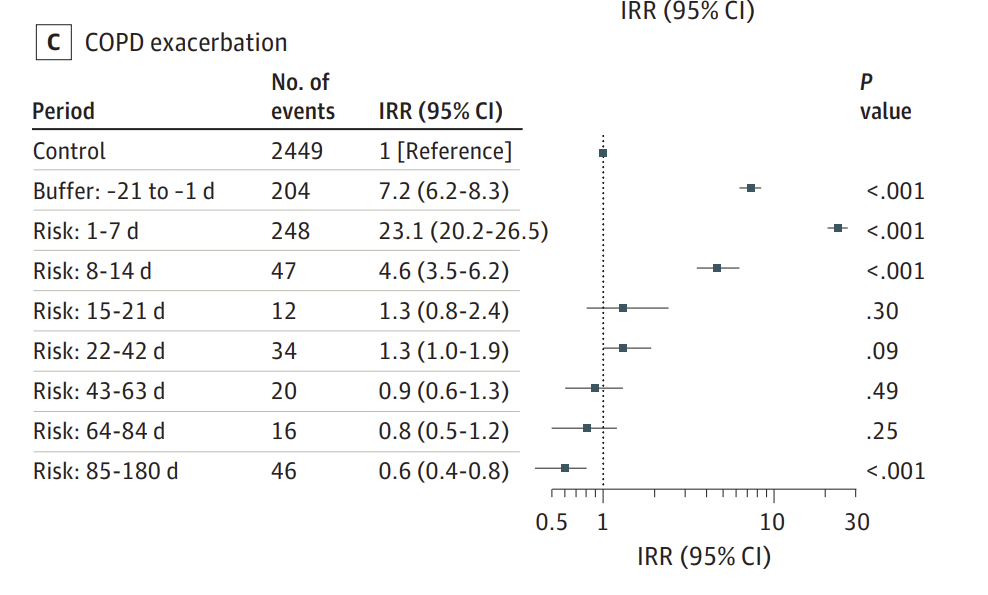 IRR (95% CI)
C COPD exacerbation
Period No. of events IRR (95% CI) P value
Control 2449 1 [Reference]
Buffer: -21 to -1 d 204 7.2 (6.2-8.3) <.001
Risk: 1-7 d 248 23.1 (20.2-26.5) <.001
Risk: 8-14 d 47 4.6 (3.5-6.2) <.001
Risk: 15-21 d 12 1.3 (0.8-2.4) .30
Risk: 22-42 d 34 1.3 (1.0-1.9) .09
Risk: 43-63 d 20 0.9 (0.6-1.3) .49
Risk: 64-84 d 16 0.8 (0.5-1.2) .25
Risk: 85-180 d 46 0.6 (0.4-0.8) <.001
0.5 1 10 30
IRR (95% CI)